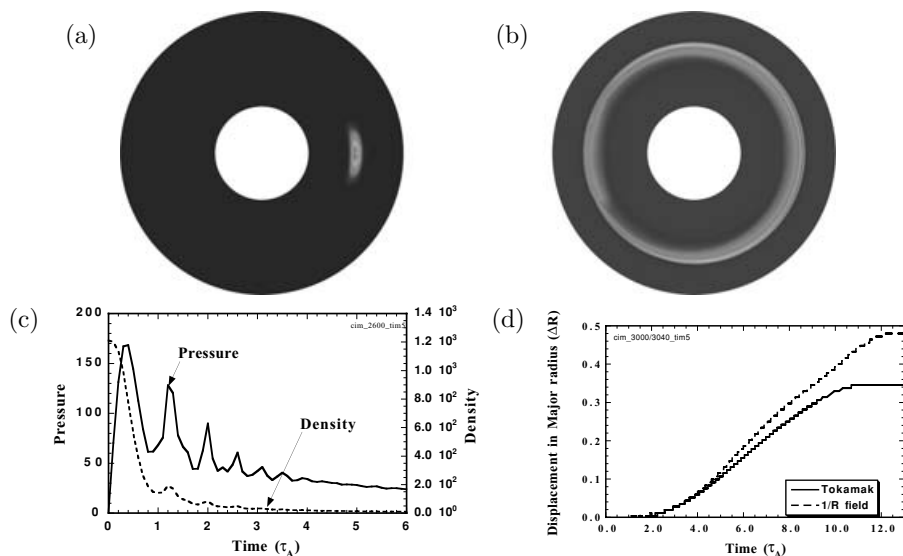 (a)
(b)
(c)
200
150
100
50
0
Pressure
0 1 2 3 4 5 6
Time (τA)
1.4 10³
1.2 10³
1.0 10³
8.0 10²
6.0 10²
4.0 10²
2.0 10²
0.0 10⁰
Density
cim_2600_tim5
Pressure
Density
(d)
0.5
0.4
0.3
0.2
0.1
0.0
Displacement in Major radius (ΔR)
0.0 2.0 4.0 6.0 8.0 10.0 12.0
Time (τA)
cim_3000/3040_tim5
Tokamak
1/R field